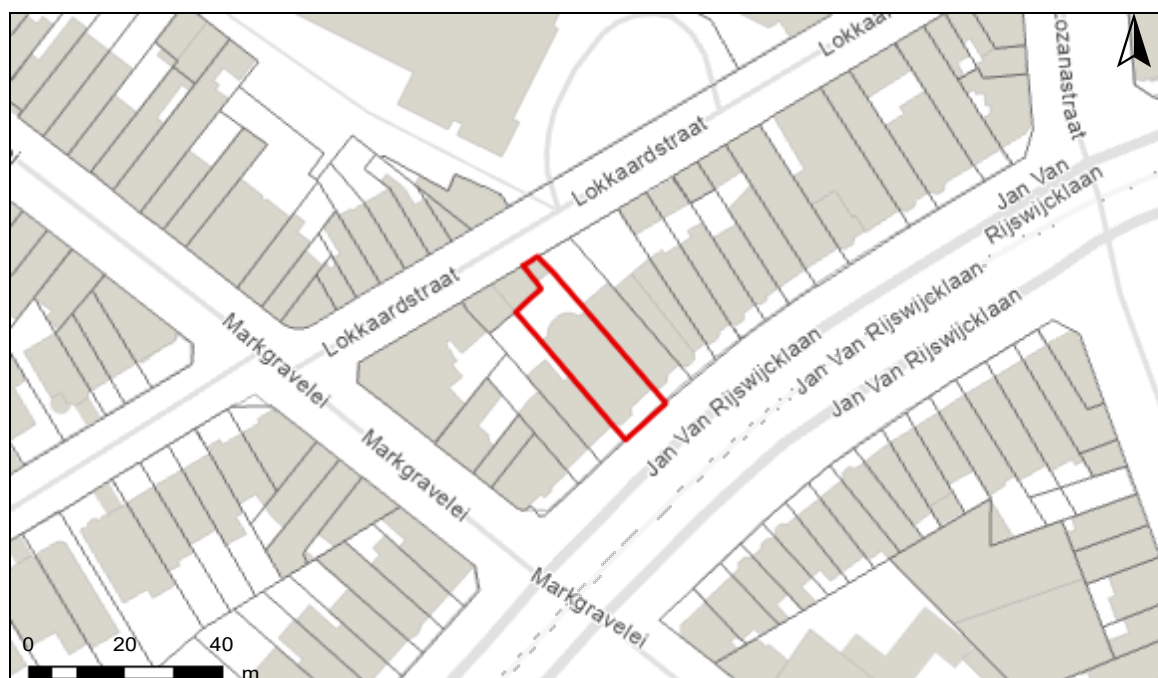 Lokkaa
ozanastraat
Lokkaardstraat
Jan Van
Rijswijcklaan
Lokkaardstraat
Markgravelei
Jan Van Rijswijcklaan
Jan Van Rijswijcklaan
Jan Van Rijswijcklaan
Markgravelei
Markgravelei
0 20 40
m